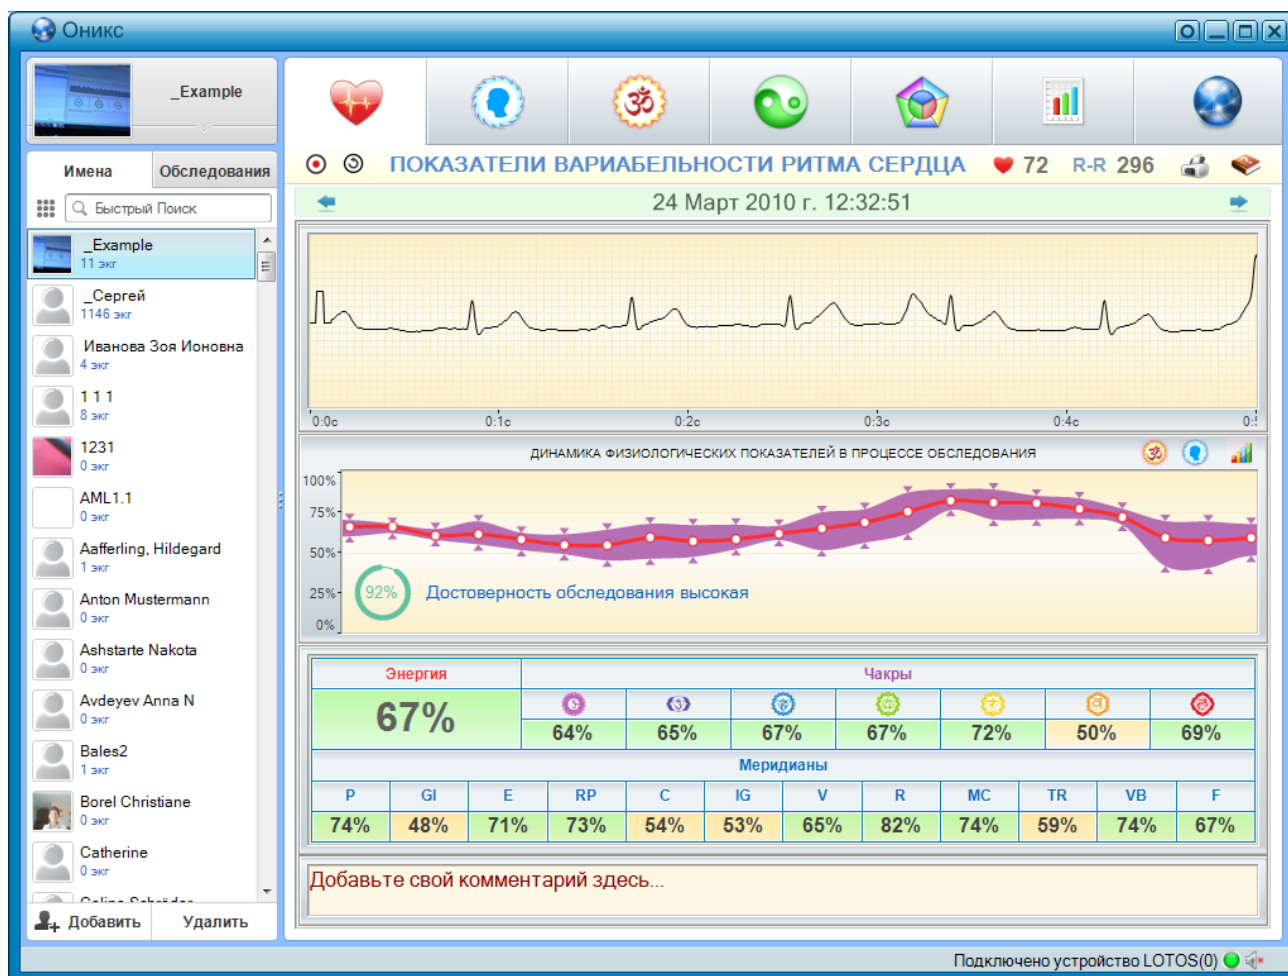 Оникс
_Example
Имена
Обследования
Быстрый Поиск
_Example
11 экг
_Сергей
1146 экг
Иванова Зоя Ионовна
4 экг
1 1 1
8 экг
1231
0 экг
AML1.1
0 экг
Aafferling, Hildegard
1 экг
Anton Mustermann
0 экг
Ashstarte Nakota
0 экг
Avdeyev Anna N
0 экг
Bales2
1 экг
Borel Christiane
0 экг
Catherine
0 экг
Добавить Удалить
ПОКАЗАТЕЛИ ВАРИАБЕЛЬНОСТИ РИТМА СЕРДЦА 72 R-R 296
24 Март 2010 г. 12:32:51
0:0с 0:1с 0:2с 0:3с 0:4с
ДИНАМИКА ФИЗИОЛОГИЧЕСКИХ ПОКАЗАТЕЛЕЙ В ПРОЦЕССЕ ОБСЛЕДОВАНИЯ
100%
75%
50%
25%
0%
92% Достоверность обследования высокая
Энергия Чакры
67%
64% 65% 67% 67% 72% 50% 69%
Меридианы
P GI E RP C IG V R MC TR VB F
74% 48% 71% 73% 54% 53% 65% 82% 74% 59% 74% 67%
Добавьте свой комментарий здесь...
Подключено устройство LOTOS(0)